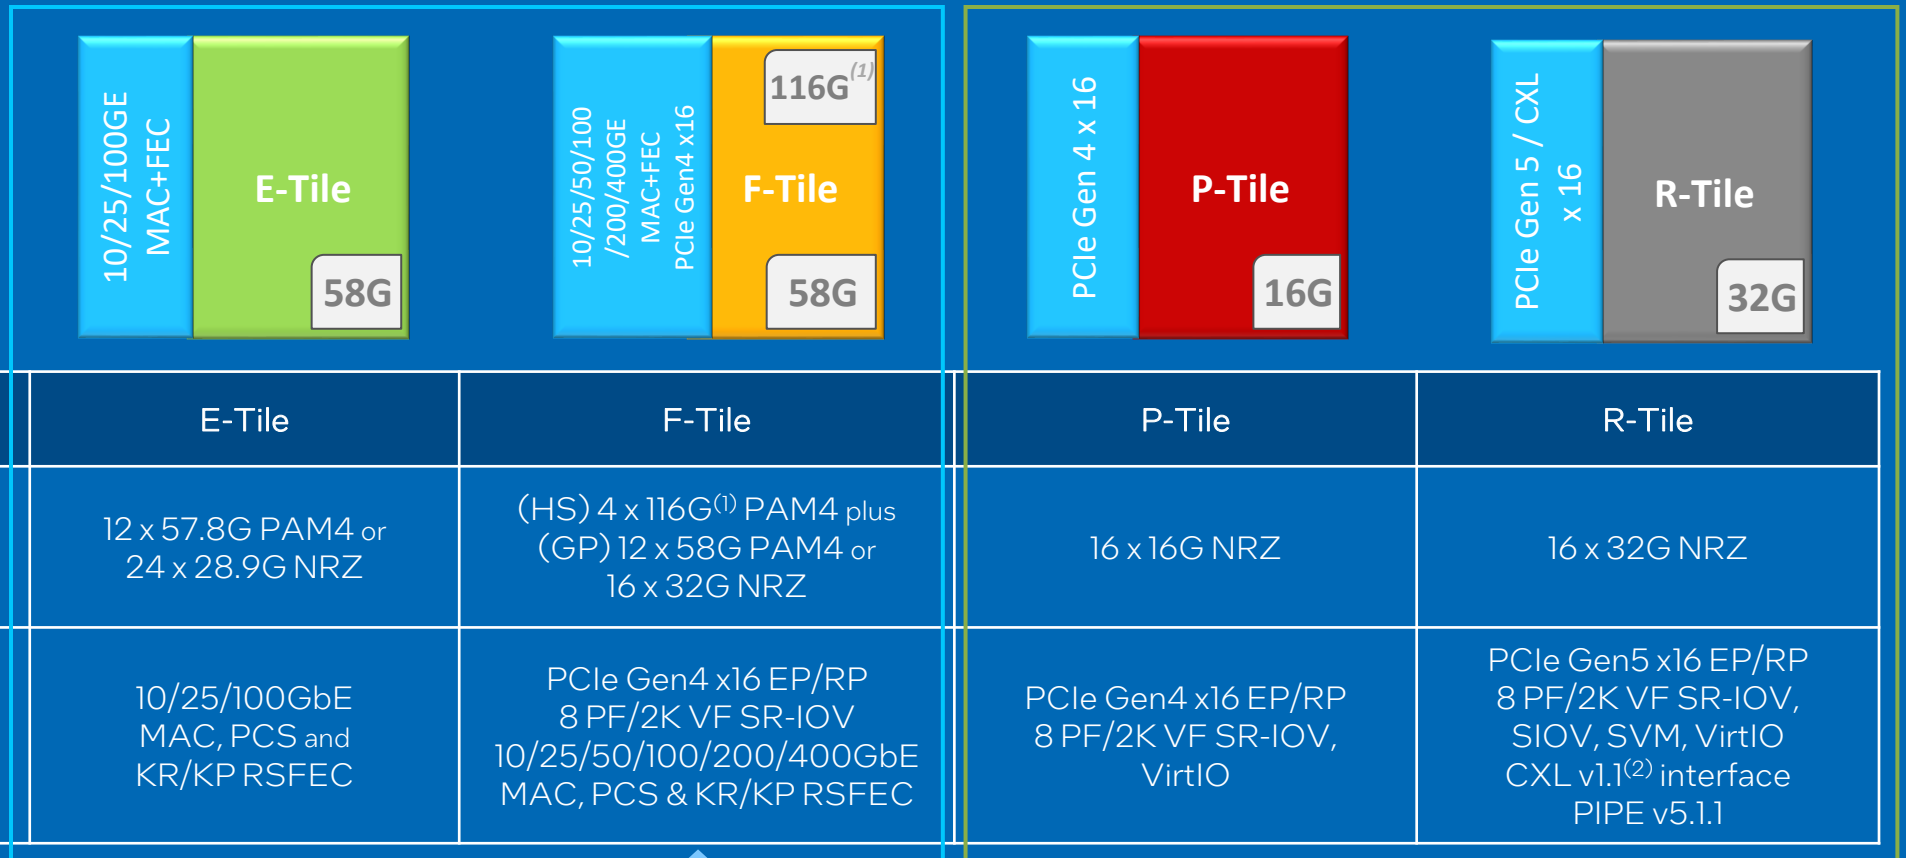 10/25/100GE
MAC+FEC
E-Tile
58G
10/25/50/100
/200/400GE
MAC+FEC
PCIe Gen4 x16
116G(1)
F-Tile
58G
PCIe Gen 4 x 16
P-Tile
16G
PCIe Gen 5 / CXL
x 16
R-Tile
32G
E-Tile
F-Tile
P-Tile
R-Tile
12 x 57.8G PAM4 or
24 x 28.9G NRZ
(HS) 4 x 116G(1) PAM4 plus
(GP) 12 x 58G PAM4 or
16 x 32G NRZ
16 x 16G NRZ
16 x 32G NRZ
10/25/100GbE
MAC, PCS and
KR/KP RSFEC
PCIe Gen4 x16 EP/RP
8 PF/2K VF SR-IOV
10/25/50/100/200/400GbE
MAC, PCS & KR/KP RSFEC
PCIe Gen4 x16 EP/RP
8 PF/2K VF SR-IOV,
VirtIO
PCIe Gen5 x16 EP/RP
8 PF/2K VF SR-IOV,
SIOV, SVM, VirtIO
CXL v1.1(2) interface
PIPE v5.1.1